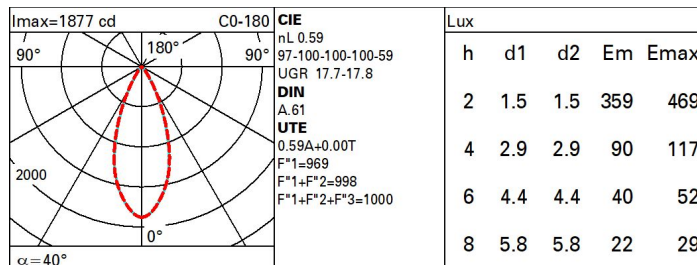 Imax=1877 cd C0-180
90° 180° 90°
2000
0°
α=40°
CIE
nL 0.59
97-100-100-100-59
UGR 17.7-17.8
DIN
A.61
UTE
0.59A+0.00T
F"1=969
F"1+F"2=998
F"1+F"2+F"3=1000
Lux
h d1 d2 Em Emax
2 1.5 1.5 359 469
4 2.9 2.9 90 117
6 4.4 4.4 40 52
8 5.8 5.8 22 29